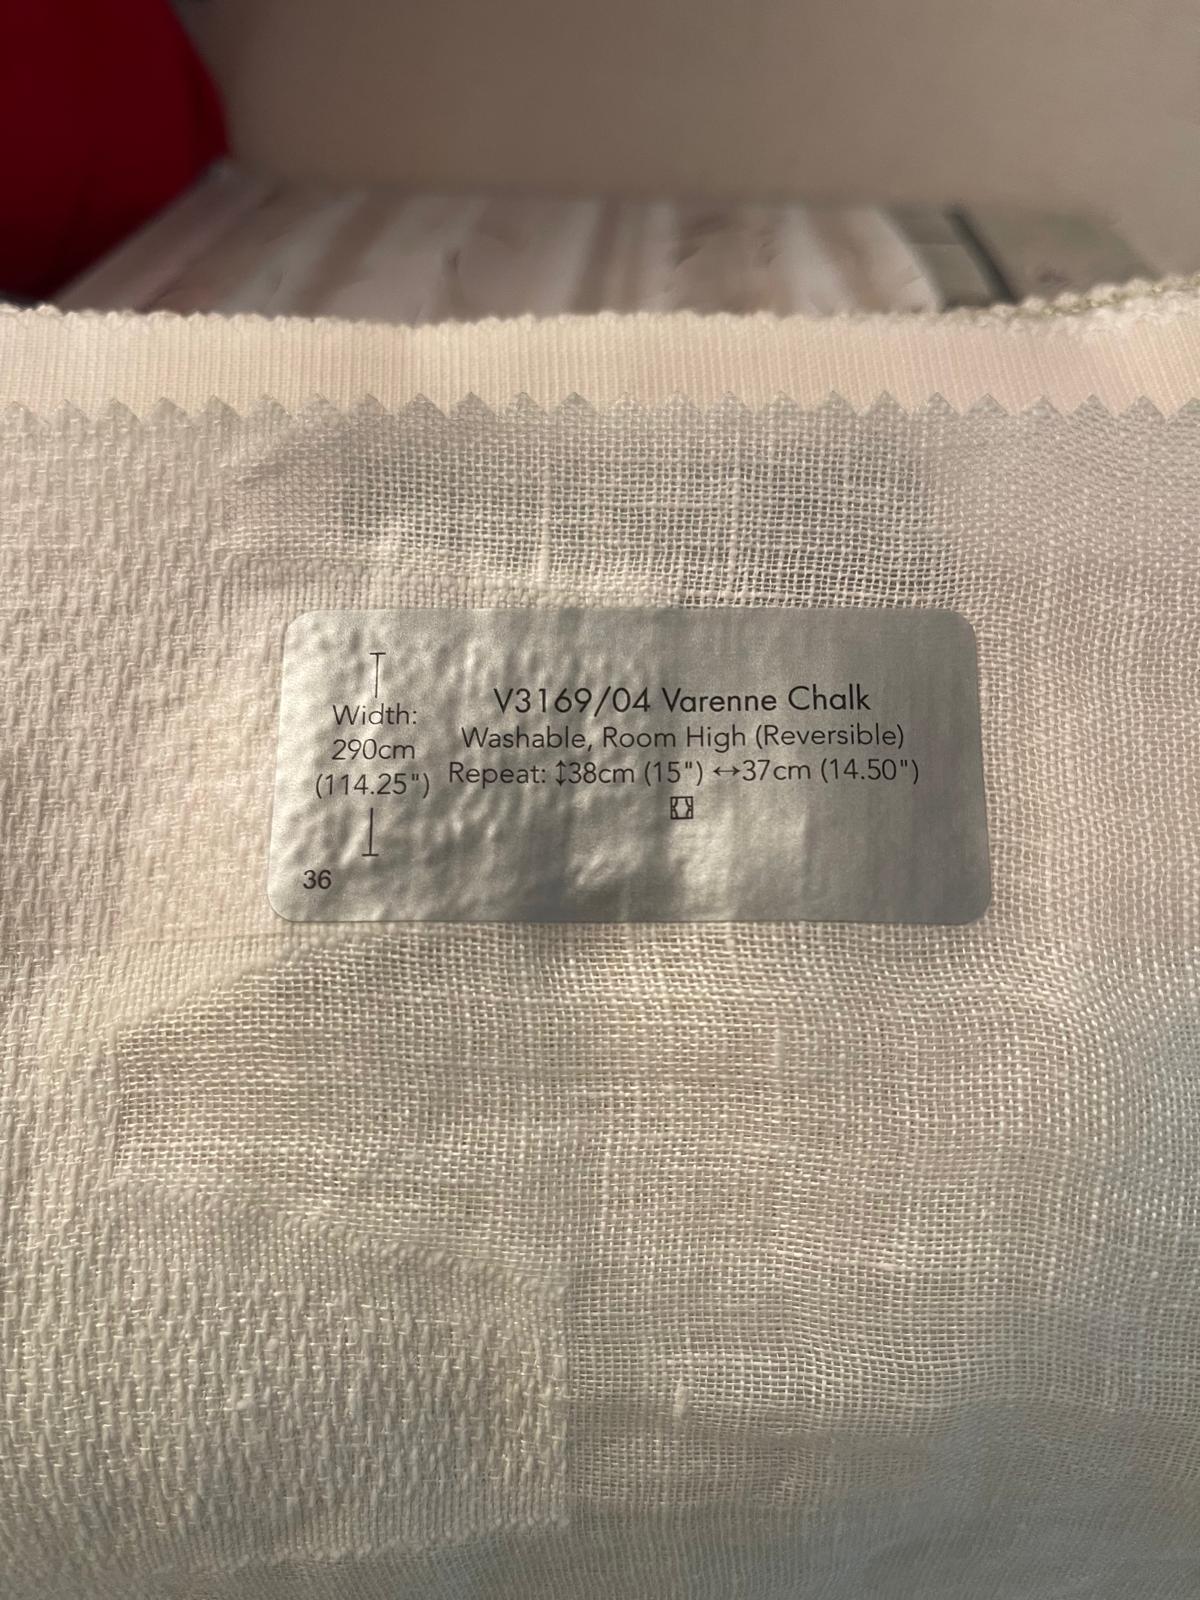 Width:
290cm
(114.25")
36
V3169/04 Varenne Chalk
Washable, Room High (Reversible)
Repeat: ↕38cm (15") ↔37cm (14.50")